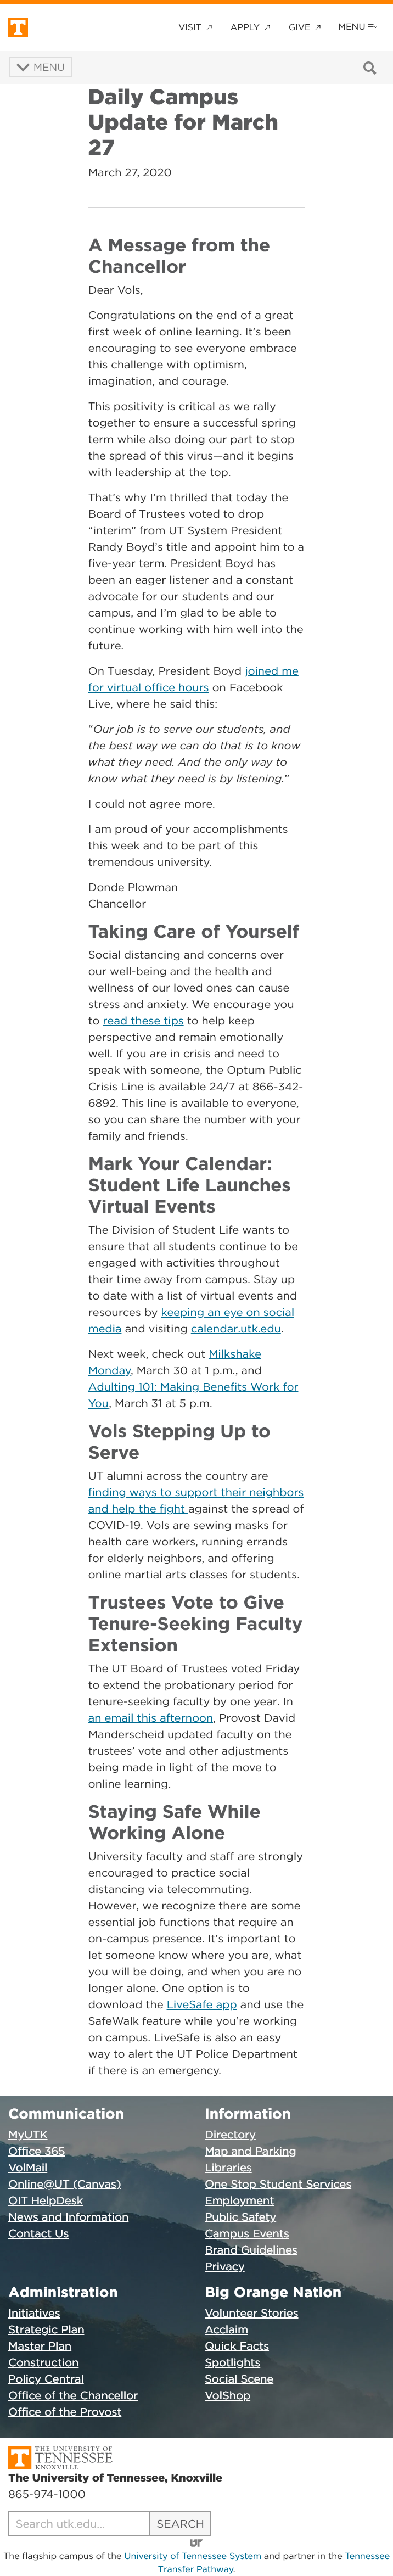 T
VISIT ↗ APPLY ↗ GIVE ↗ MENU
MENU
Daily Campus
Update for March
27
March 27, 2020
A Message from the
Chancellor
Dear Vols,
Congratulations on the end of a great
first week of online learning. It’s been
encouraging to see everyone embrace
this challenge with optimism,
imagination, and courage.
This positivity is critical as we rally
together to ensure a successful spring
term while also doing our part to stop
the spread of this virus—and it begins
with leadership at the top.
That’s why I’m thrilled that today the
Board of Trustees voted to drop
“interim” from UT System President
Randy Boyd’s title and appoint him to a
five-year term. President Boyd has
been an eager listener and a constant
advocate for our students and our
campus, and I’m glad to be able to
continue working with him well into the
future.
On Tuesday, President Boyd joined me
for virtual office hours on Facebook
Live, where he said this:
“Our job is to serve our students, and
the best way we can do that is to know
what they need. And the only way to
know what they need is by listening.”
I could not agree more.
I am proud of your accomplishments
this week and to be part of this
tremendous university.
Donde Plowman
Chancellor
Taking Care of Yourself
Social distancing and concerns over
our well-being and the health and
wellness of our loved ones can cause
stress and anxiety. We encourage you
to read these tips to help keep
perspective and remain emotionally
well. If you are in crisis and need to
speak with someone, the Optum Public
Crisis Line is available 24/7 at 866-342-
6892. This line is available to everyone,
so you can share the number with your
family and friends.
Mark Your Calendar:
Student Life Launches
Virtual Events
The Division of Student Life wants to
ensure that all students continue to be
engaged with activities throughout
their time away from campus. Stay up
to date with a list of virtual events and
resources by keeping an eye on social
media and visiting calendar.utk.edu.
Next week, check out Milkshake
Monday, March 30 at 1 p.m., and
Adulting 101: Making Benefits Work for
You, March 31 at 5 p.m.
Vols Stepping Up to
Serve
UT alumni across the country are
finding ways to support their neighbors
and help the fight against the spread of
COVID-19. Vols are sewing masks for
health care workers, running errands
for elderly neighbors, and offering
online martial arts classes for students.
Trustees Vote to Give
Tenure-Seeking Faculty
Extension
The UT Board of Trustees voted Friday
to extend the probationary period for
tenure-seeking faculty by one year. In
an email this afternoon, Provost David
Manderscheid updated faculty on the
trustees’ vote and other adjustments
being made in light of the move to
online learning.
Staying Safe While
Working Alone
University faculty and staff are strongly
encouraged to practice social
distancing via telecommuting.
However, we recognize there are some
essential job functions that require an
on-campus presence. It’s important to
let someone know where you are, what
you will be doing, and when you are no
longer alone. One option is to
download the LiveSafe app and use the
SafeWalk feature while you’re working
on campus. LiveSafe is also an easy
way to alert the UT Police Department
if there is an emergency.
Communication
MyUTK
Office 365
VolMail
Online@UT (Canvas)
OIT HelpDesk
News and Information
Contact Us
Information
Directory
Map and Parking
Libraries
One Stop Student Services
Employment
Public Safety
Campus Events
Brand Guidelines
Privacy
Administration
Initiatives
Strategic Plan
Master Plan
Construction
Policy Central
Office of the Chancellor
Office of the Provost
Big Orange Nation
Volunteer Stories
Acclaim
Quick Facts
Spotlights
Social Scene
VolShop
T
THE UNIVERSITY OF
TENNESSEE
KNOXVILLE
The University of Tennessee, Knoxville
865-974-1000
Search utk.edu... SEARCH
UT
The flagship campus of the University of Tennessee System and partner in the Tennessee
Transfer Pathway.